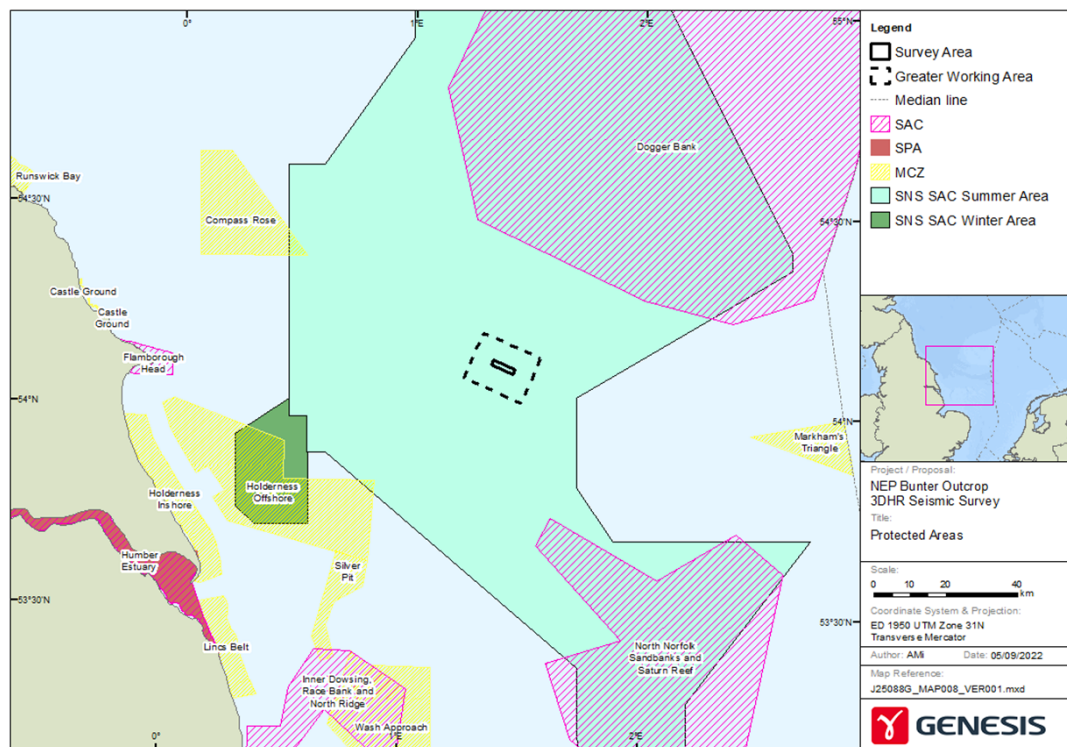 0°
1°E
2°E
55°N
Dogger Bank
Runswick Bay
54°30'N
Compass Rose
54°30'N
Castle Ground
Castle
Ground
Flamborough
Head
54°N
54°N
Markham's
Triangle
Holderness
Offshore
Holderness
Inshore
Humber
Estuary
Silver
Pit
53°30'N
53°30'N
Lincs Belt
North Norfolk
Sandbanks and
Saturn Reef
Inner Dowsing,
Race Bank and
North Ridge
Wash Approach
0°
1°E
2°E
Legend
Survey Area
Greater Working Area
Median line
SAC
SPA
MCZ
SNS SAC Summer Area
SNS SAC Winter Area
Project / Proposal:
NEP Bunter Outcrop
3DHR Seismic Survey
Title:
Protected Areas
Scale:
0 10 20 40
km
Coordinate System & Projection:
ED 1950 UTM Zone 31N
Transverse Mercator
Author: AMi Date: 05/09/2022
Map Reference:
J25088G_MAP008_VER001.mxd
GENESIS